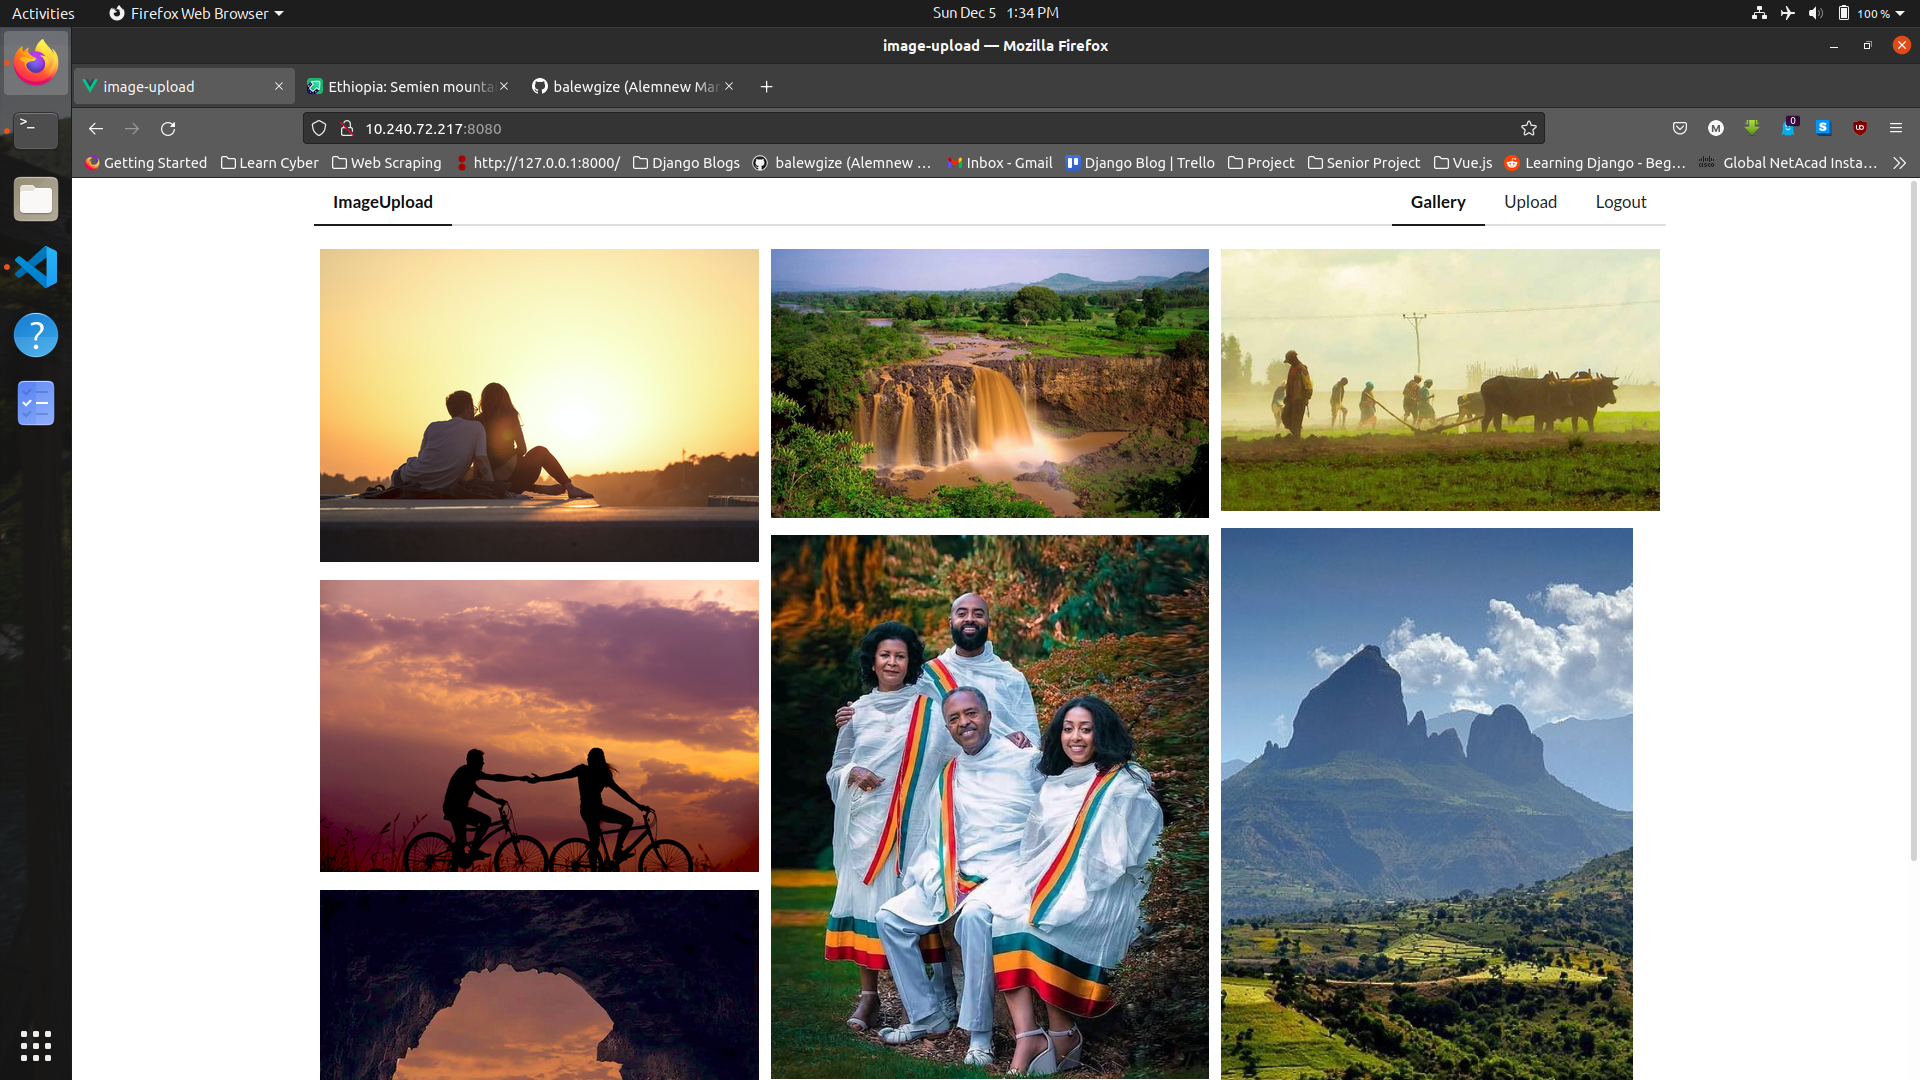 Activities Firefox Web Browser Sun Dec 5 1:34 PM 100 %
image-upload — Mozilla Firefox
image-upload Ethiopia: Semien mounta balewgize (Alemnew Mar
10.240.72.217:8080 M 0 S
Getting Started Learn Cyber Web Scraping http://127.0.0.1:8000/ Django Blogs balewgize (Alemnew … Inbox - Gmail Django Blog | Trello Project Senior Project Vue.js Learning Django - Beg… Global NetAcad Insta…
ImageUpload Gallery Upload Logout